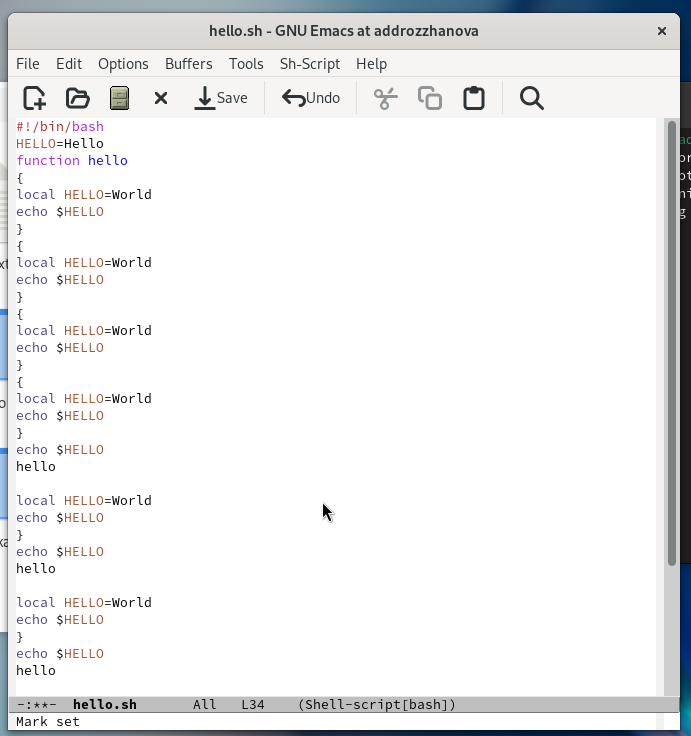 hello.sh - GNU Emacs at addrozzhanova
File Edit Options Buffers Tools Sh-Script Help
Save Undo
#!/bin/bash
HELLO=Hello
function hello
{
local HELLO=World
echo $HELLO
}
{
local HELLO=World
echo $HELLO
}
{
local HELLO=World
echo $HELLO
}
{
local HELLO=World
echo $HELLO
}
echo $HELLO
hello
local HELLO=World
echo $HELLO
}
echo $HELLO
hello
local HELLO=World
echo $HELLO
}
echo $HELLO
hello
-:**- hello.sh All L34 (Shell-script[bash])
Mark set